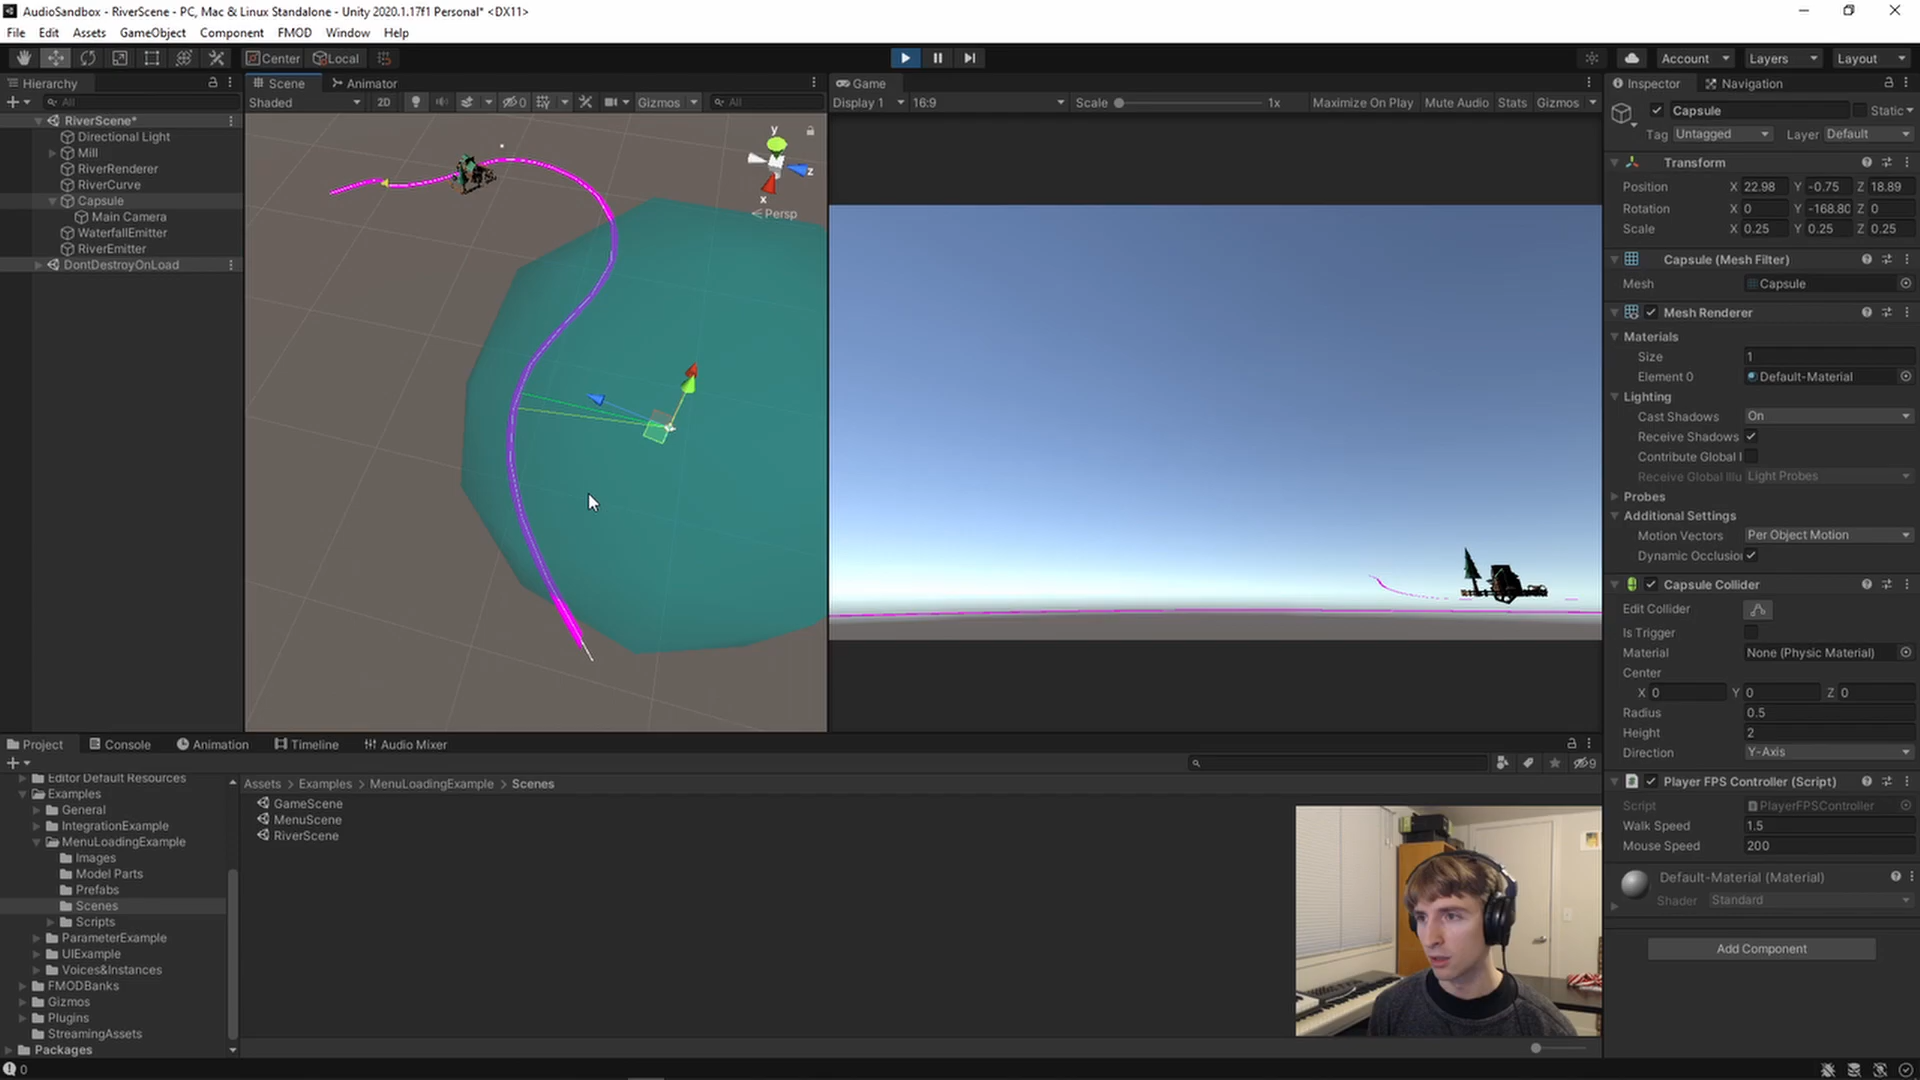 AudioSandbox - RiverScene - PC, Mac & Linux Standalone - Unity 2020.1.17f1 Personal* <DX11>
File Edit Assets GameObject Component FMOD Window Help
Center Local Account Layers Layout
Hierarchy
All
RiverScene*
Directional Light
Mill
RiverRenderer
RiverCurve
Capsule
Main Camera
WaterfallEmitter
RiverEmitter
DontDestroyOnLoad
Scene Animator
Shaded 2D 0 Gizmos All
y
z
x
Persp
Game
Display 1 16:9 Scale 1x Maximize On Play Mute Audio Stats Gizmos
Inspector Navigation
Capsule Static
Tag Untagged Layer Default
Transform
Position X 22.98 Y -0.75 Z 18.89
Rotation X 0 Y -168.80 Z 0
Scale X 0.25 Y 0.25 Z 0.25
Capsule (Mesh Filter)
Mesh Capsule
Mesh Renderer
Materials
Size 1
Element 0 Default-Material
Lighting
Cast Shadows On
Receive Shadows
Contribute Global I
Receive Global Illu Light Probes
Probes
Additional Settings
Motion Vectors Per Object Motion
Dynamic Occlusio
Capsule Collider
Edit Collider
Is Trigger
Material None (Physic Material)
Center
X 0 Y 0 Z 0
Radius 0.5
Height 2
Direction Y-Axis
Player FPS Controller (Script)
Script PlayerFPSController
Walk Speed 1.5
Mouse Speed 200
Default-Material (Material)
Shader Standard
Add Component
Project Console Animation Timeline Audio Mixer
9
Editor Default Resources
Examples
General
IntegrationExample
MenuLoadingExample
Images
Model Parts
Prefabs
Scenes
Scripts
ParameterExample
UIExample
Voices&Instances
FMODBanks
Gizmos
Plugins
StreamingAssets
Packages
Assets > Examples > MenuLoadingExample > Scenes
GameScene
MenuScene
RiverScene
0